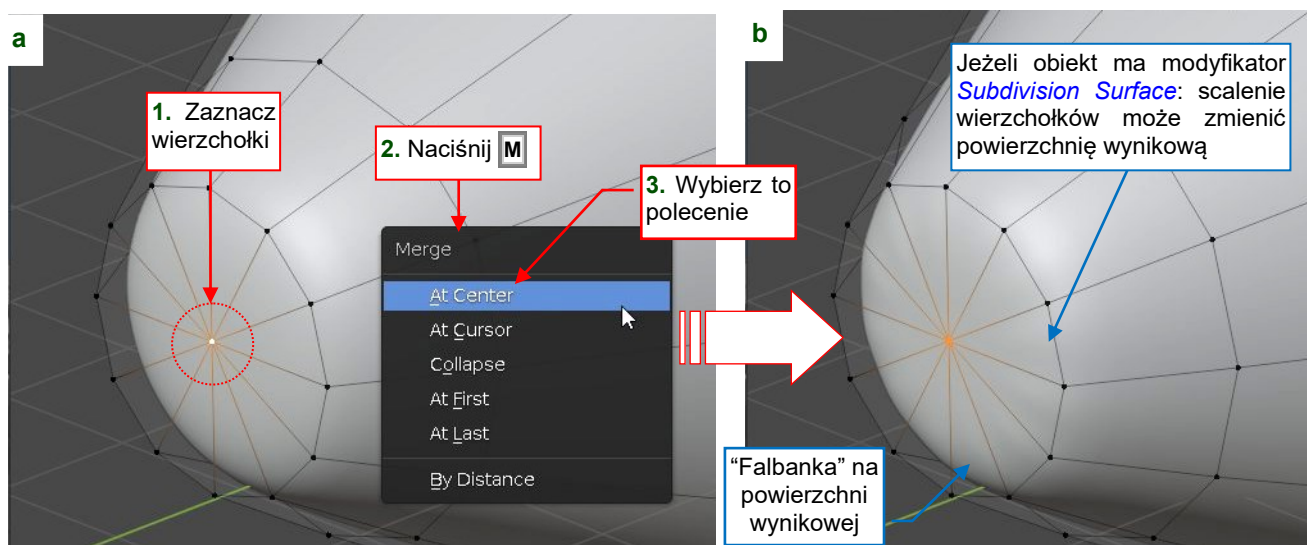 a
1. Zaznacz
wierzchołki
2. Naciśnij M
3. Wybierz to
polecenie
Merge
At Center
At Cursor
Collapse
At First
At Last
By Distance
b
Jeżeli obiekt ma modyfikator
Subdivision Surface: scalenie
wierzchołków może zmienić
powierzchnię wynikową
“Falbanka” na
powierzchni
wynikowej